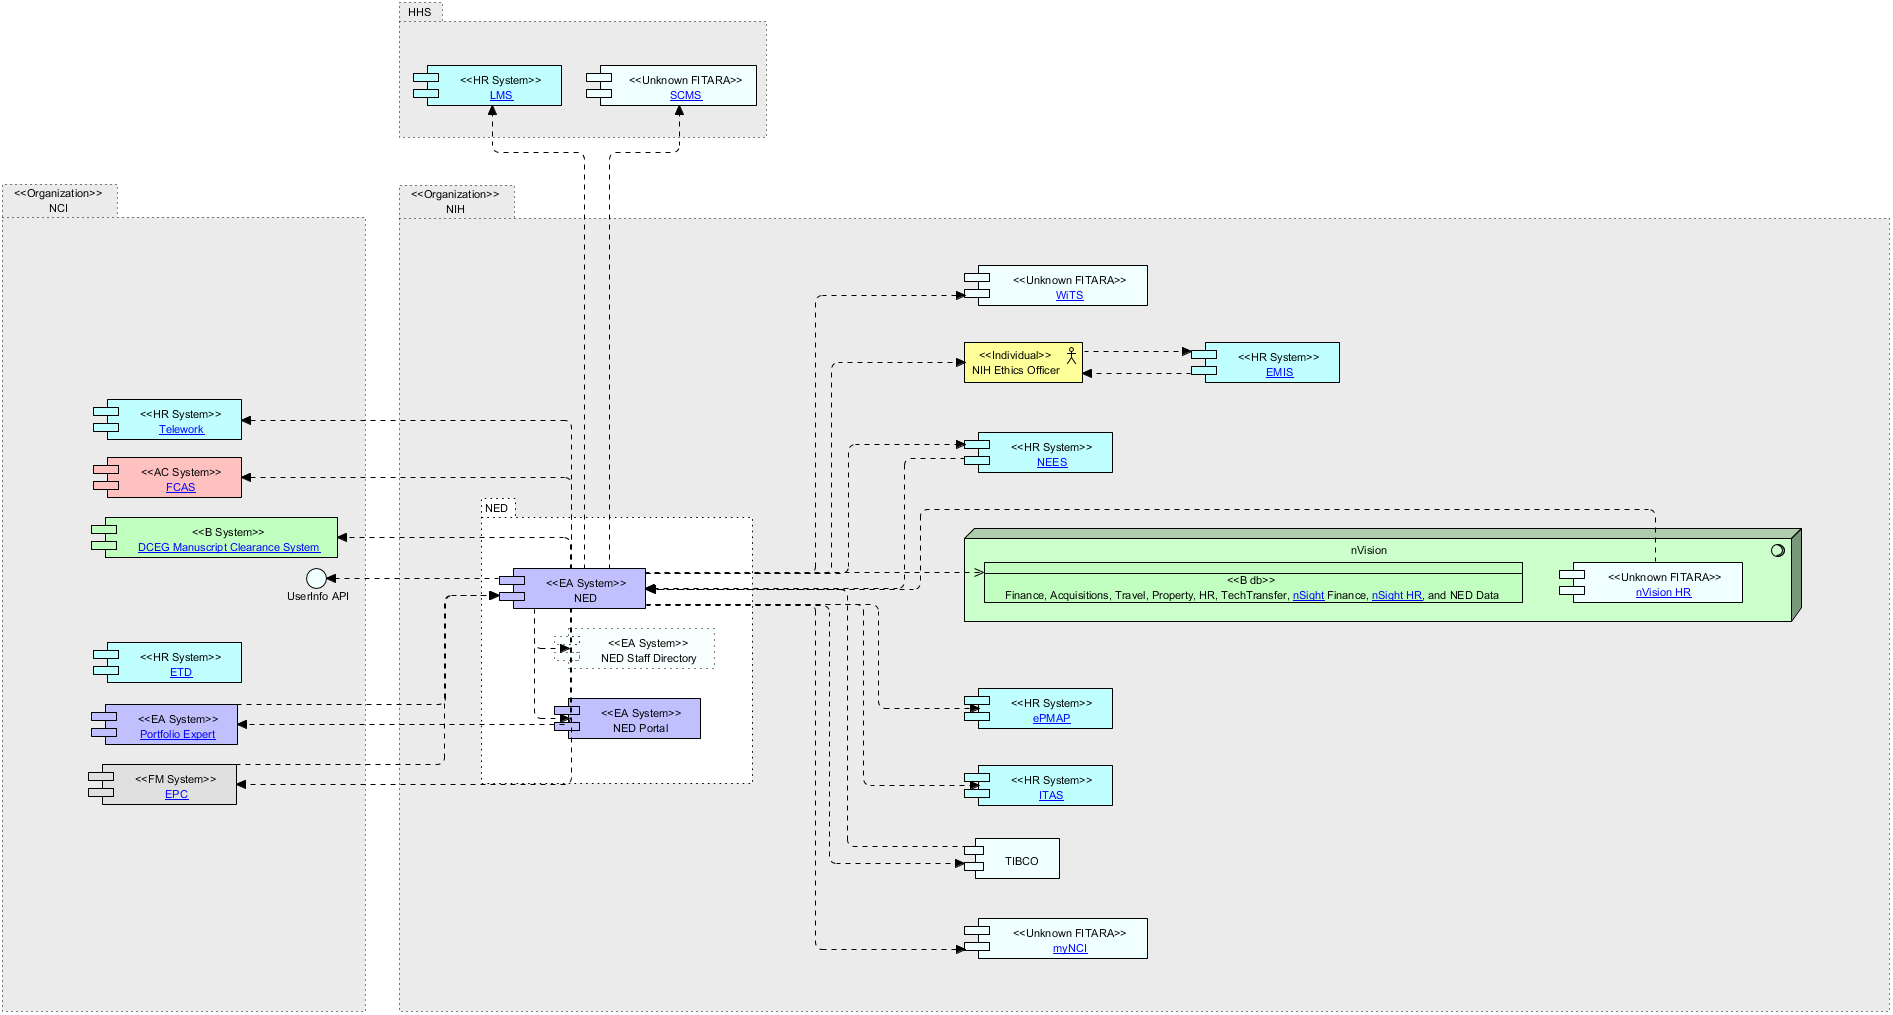 HHS
<<HR System>>
LMS
<<Unknown FITARA>>
SCMS
<<Organization>>
NCI
<<Organization>>
NIH
<<Unknown FITARA>>
WiTS
<<Individual>>
NIH Ethics Officer
<<HR System>>
EMIS
<<HR System>>
Telework
<<HR System>>
NEES
<<AC System>>
FCAS
NED
<<B System>>
DCEG Manuscript Clearance System
nVision
<<EA System>>
NED
<<B db>>
Finance, Acquisitions, Travel, Property, HR, TechTransfer, nSight Finance, nSight HR, and NED Data
<<Unknown FITARA>>
nVision HR
UserInfo API
<<EA System>>
NED Staff Directory
<<HR System>>
ETD
<<EA System>>
Portfolio Expert
<<EA System>>
NED Portal
<<HR System>>
ePMAP
<<FM System>>
EPC
<<HR System>>
ITAS
TIBCO
<<Unknown FITARA>>
myNCI